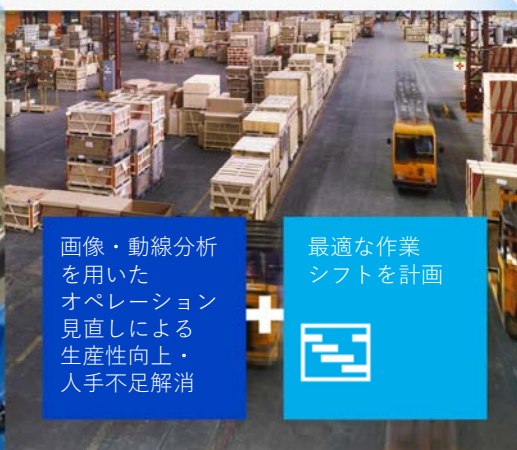 画像・動線分析
を用いた
オペレーション
見直しによる
生産性向上・
人手不足解消
最適な作業
シフトを計画